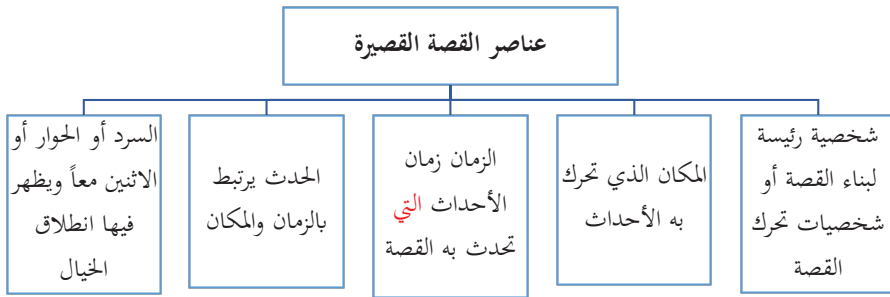 عناصر القصة القصيرة
شخصية رئيسة
لبناء القصة أو
شخصيات تحرك
القصة
المكان الذي تحرك
به الأحداث
الزمان زمان
الأحداث التي
تحدث به القصة
الحدث يرتبط
بالزمان والمكان
السرد أو الحوار أو
الاثنين معاً ويظهر
فيها انطلاق
الخيال